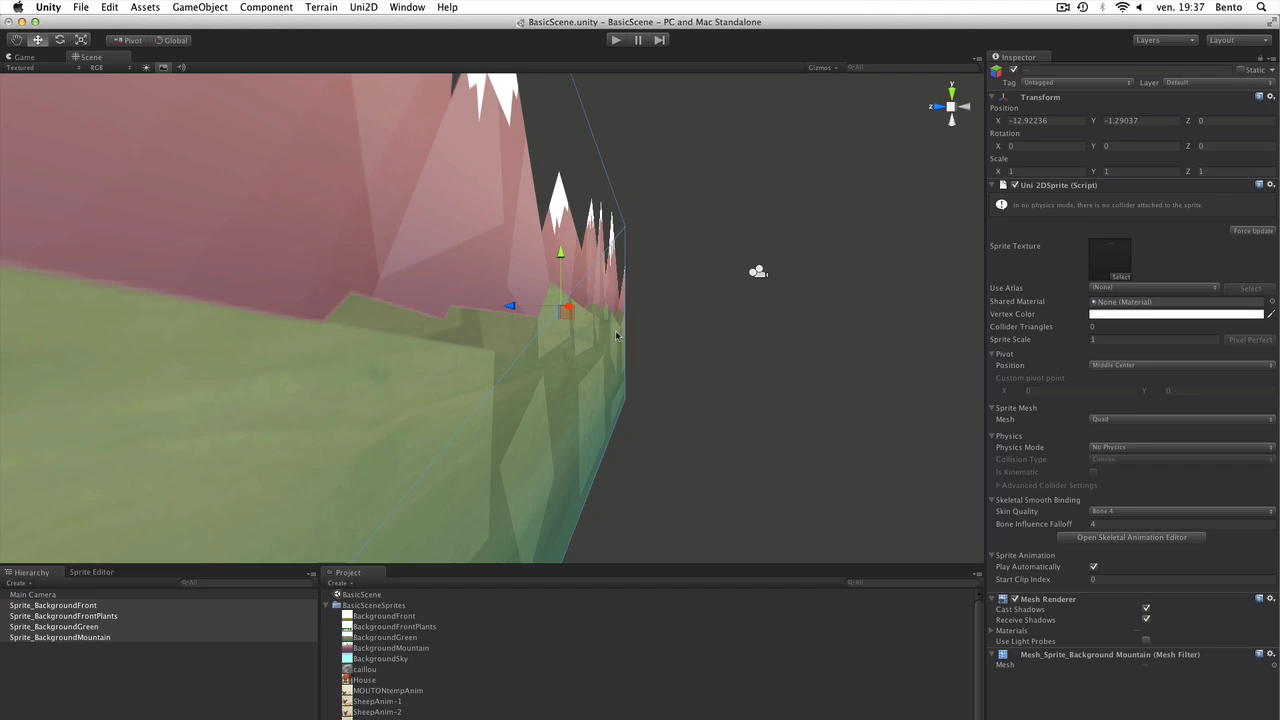 Unity File Edit Assets GameObject Component Terrain Uni2D Window Help ven. 19:37 Bento
BasicScene.unity - BasicScene - PC and Mac Standalone
Pivot Global Layers Layout
Game Scene Inspector
Textured RGB Gizmos All
Static
Tag Untagged Layer Default
Transform
Position
X -12.92236 Y -1.29037 Z 0
Rotation
X 0 Y 0 Z 0
Scale
X 1 Y 1 Z 1
Uni 2DSprite (Script)
In no physics mode, there is no collider attached to the sprite.
Force Update
Sprite Texture
Select
Use Atlas (None) Select
Shared Material None (Material)
Vertex Color
Collider Triangles 0
Sprite Scale 1 Pixel Perfect
Pivot
Position Middle Center
Custom pivot point
X 0 Y 0
Sprite Mesh
Mesh Quad
Physics
Physics Mode No Physics
Collision Type Convex
Is Kinematic
Advanced Collider Settings
Skeletal Smooth Binding
Skin Quality Bone 4
Bone Influence Falloff 4
Open Skeletal Animation Editor
Sprite Animation
Play Automatically
Start Clip Index 0
Mesh Renderer
Cast Shadows
Receive Shadows
Materials
Use Light Probes
Mesh_Sprite_Background Mountain (Mesh Filter)
Mesh
y
z
Hierarchy Sprite Editor
Create All
Main Camera
Sprite_BackgroundFront
Sprite_BackgroundFrontPlants
Sprite_BackgroundGreen
Sprite_BackgroundMountain
Project
Create All
BasicScene
BasicSceneSprites
BackgroundFront
BackgroundFrontPlants
BackgroundGreen
BackgroundMountain
BackgroundSky
caillou
House
MOUTONtempAnim
SheepAnim-1
SheepAnim-2